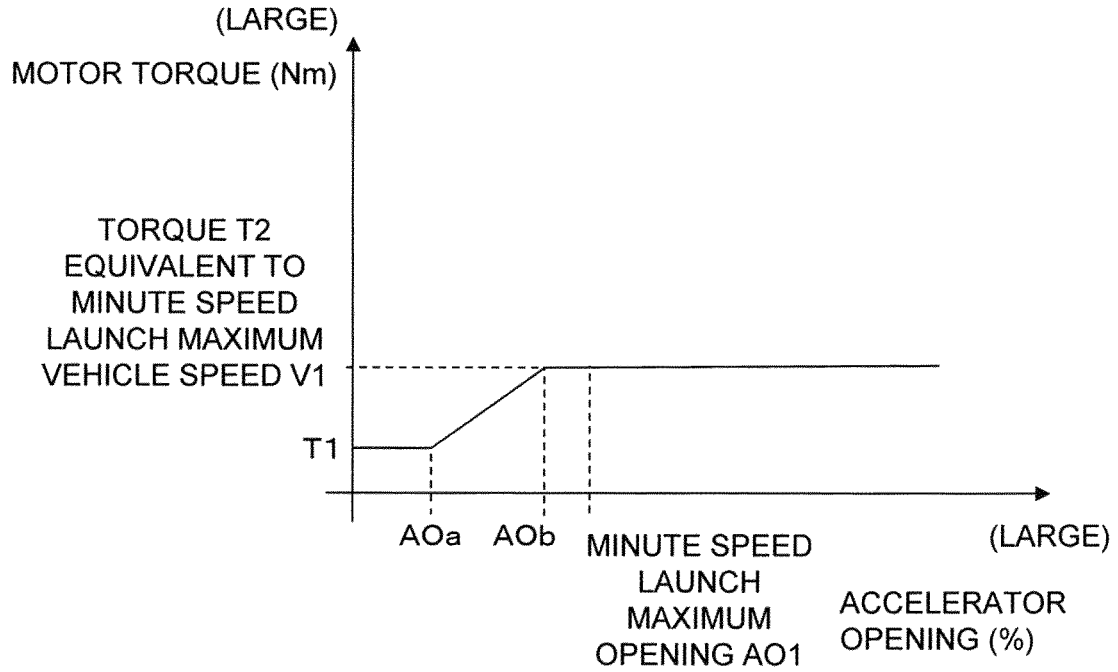 (LARGE)
MOTOR TORQUE (Nm)
TORQUE T2
EQUIVALENT TO
MINUTE SPEED
LAUNCH MAXIMUM
VEHICLE SPEED V1
T1
AOa
AOb
MINUTE SPEED
LAUNCH
MAXIMUM
OPENING AO1
(LARGE)
ACCELERATOR
OPENING (%)